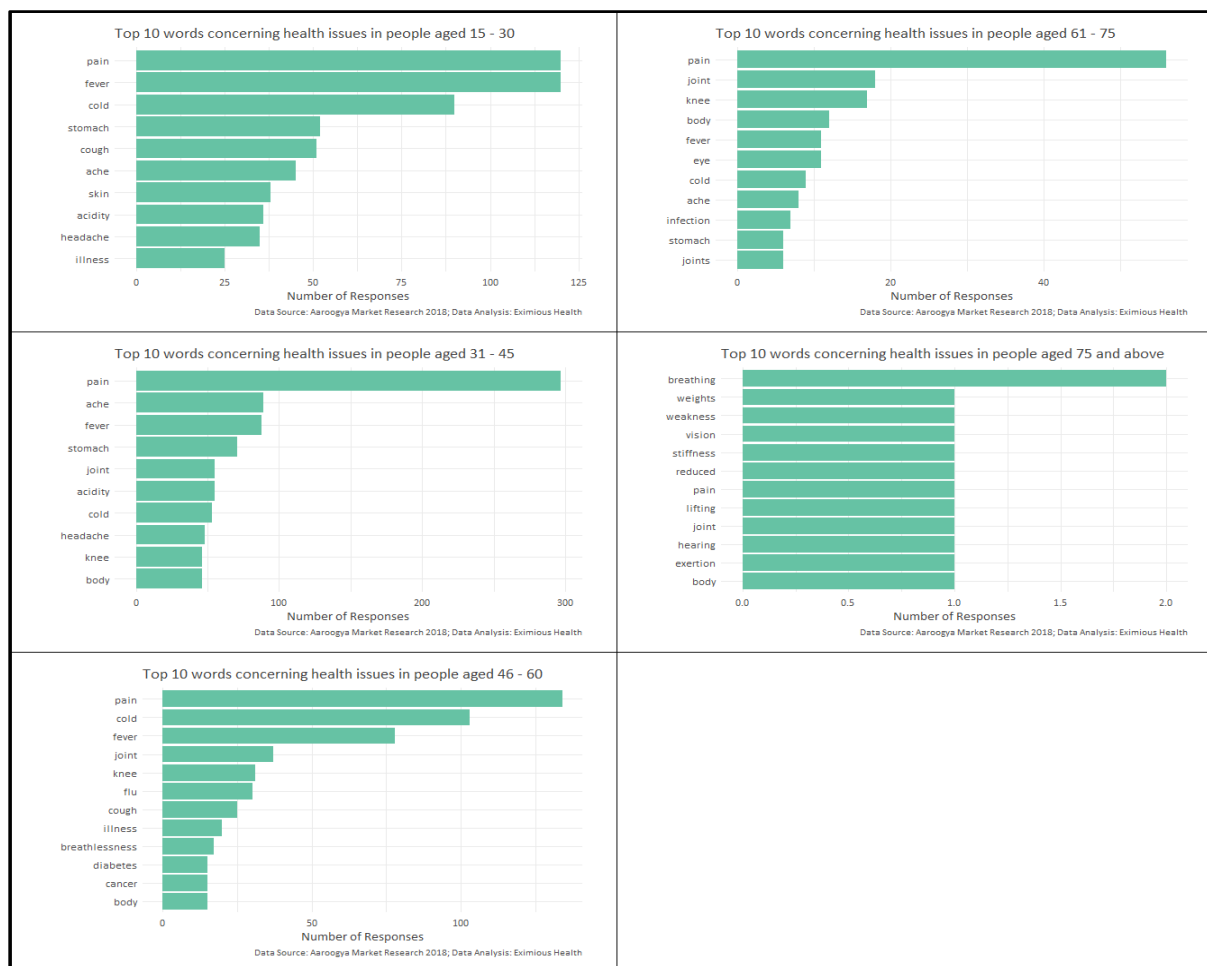 Top 10 words concerning health issues in people aged 15 - 30
pain
fever
cold
stomach
cough
ache
skin
acidity
headache
illness
0 25 50 75 100 125
Number of Responses
Data Source: Aaroogya Market Research 2018; Data Analysis: Eximious Health
Top 10 words concerning health issues in people aged 61 - 75
pain
joint
knee
body
fever
eye
cold
ache
infection
stomach
joints
0 20 40
Number of Responses
Data Source: Aaroogya Market Research 2018; Data Analysis: Eximious Health
Top 10 words concerning health issues in people aged 31 - 45
pain
ache
fever
stomach
joint
acidity
cold
headache
knee
body
0 100 200 300
Number of Responses
Data Source: Aaroogya Market Research 2018; Data Analysis: Eximious Health
Top 10 words concerning health issues in people aged 75 and above
breathing
weights
weakness
vision
stiffness
reduced
pain
lifting
joint
hearing
exertion
body
0.0 0.5 1.0 1.5 2.0
Number of Responses
Data Source: Aaroogya Market Research 2018; Data Analysis: Eximious Health
Top 10 words concerning health issues in people aged 46 - 60
pain
cold
fever
joint
knee
flu
cough
illness
breathlessness
diabetes
cancer
body
0 50 100
Number of Responses
Data Source: Aaroogya Market Research 2018; Data Analysis: Eximious Health